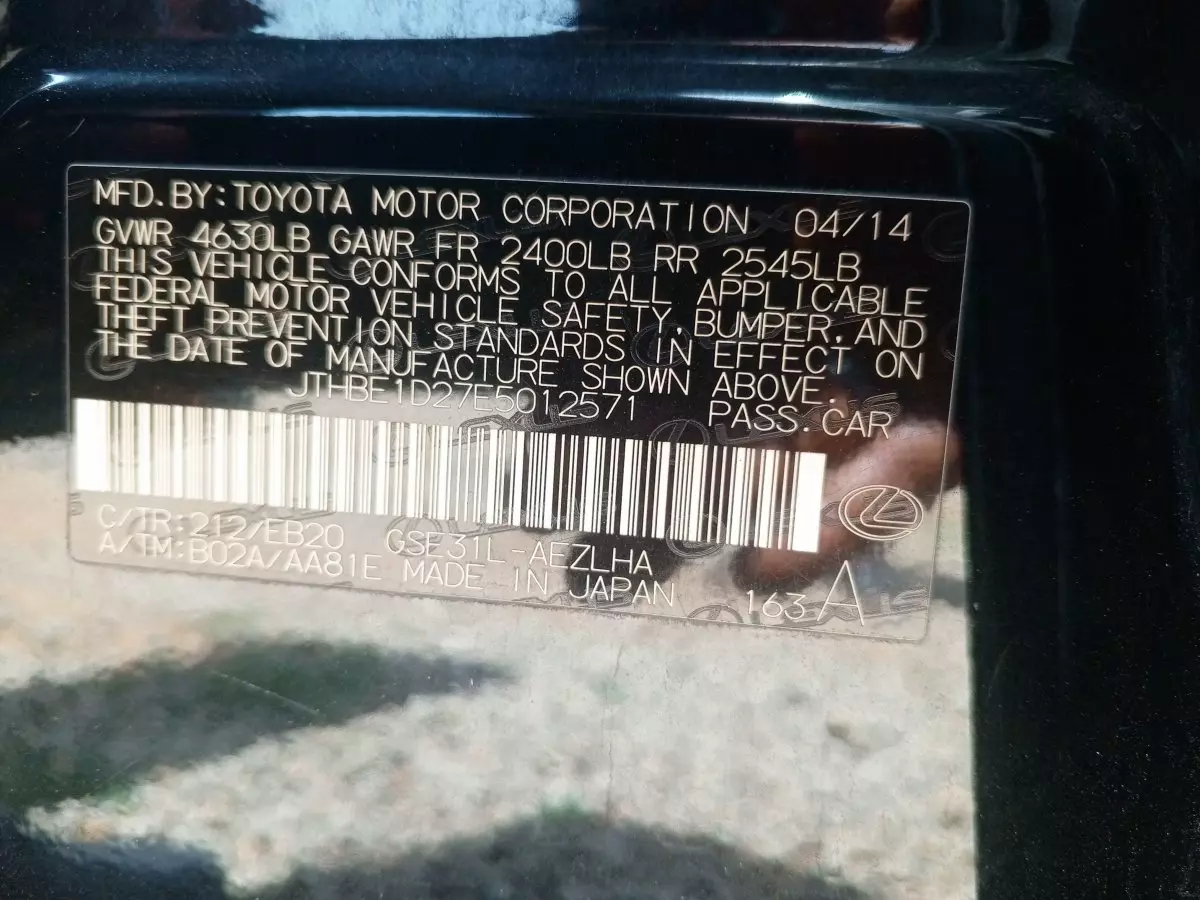 MFD.BY:TOYOTA MOTOR CORPORATION 04/14
GVWR 4630LB GAWR FR 2400LB RR 2545LB
THIS VEHICLE CONFORMS TO ALL APPLICABLE
FEDERAL MOTOR VEHICLE SAFETY,BUMPER,AND
THEFT PREVENTION STANDARDS IN EFFECT ON
THE DATE OF MANUFACTURE SHOWN ABOVE.
JTHBE1D27E5012571 PASS.CAR
C/TR:212/EB20 GSE31L-AEZLHA
A/TM:B02A/AA81E MADE IN JAPAN 163 A